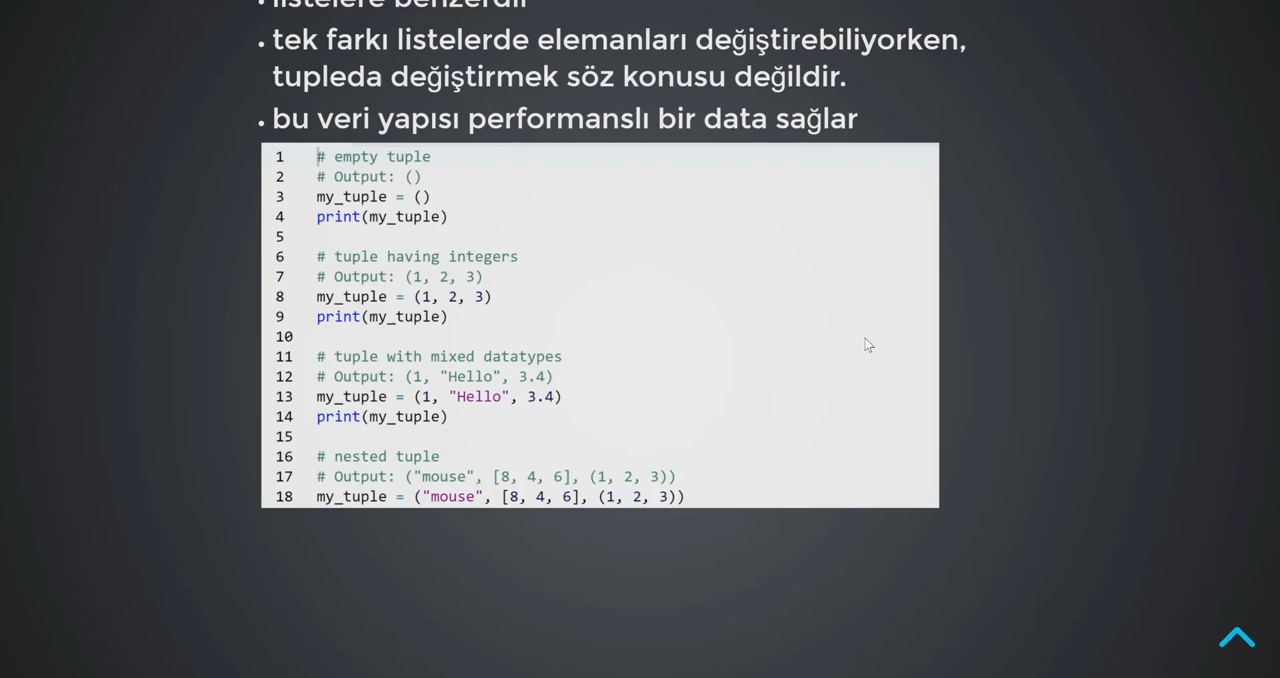 • listelere benzerdir
• tek farkı listelerde elemanları değiştirebiliyorken,
tupleda değiştirmek söz konusu değildir.
• bu veri yapısı performanslı bir data sağlar
1 # empty tuple
2 # Output: ()
3 my_tuple = ()
4 print(my_tuple)
5
6 # tuple having integers
7 # Output: (1, 2, 3)
8 my_tuple = (1, 2, 3)
9 print(my_tuple)
10
11 # tuple with mixed datatypes
12 # Output: (1, "Hello", 3.4)
13 my_tuple = (1, "Hello", 3.4)
14 print(my_tuple)
15
16 # nested tuple
17 # Output: ("mouse", [8, 4, 6], (1, 2, 3))
18 my_tuple = ("mouse", [8, 4, 6], (1, 2, 3))